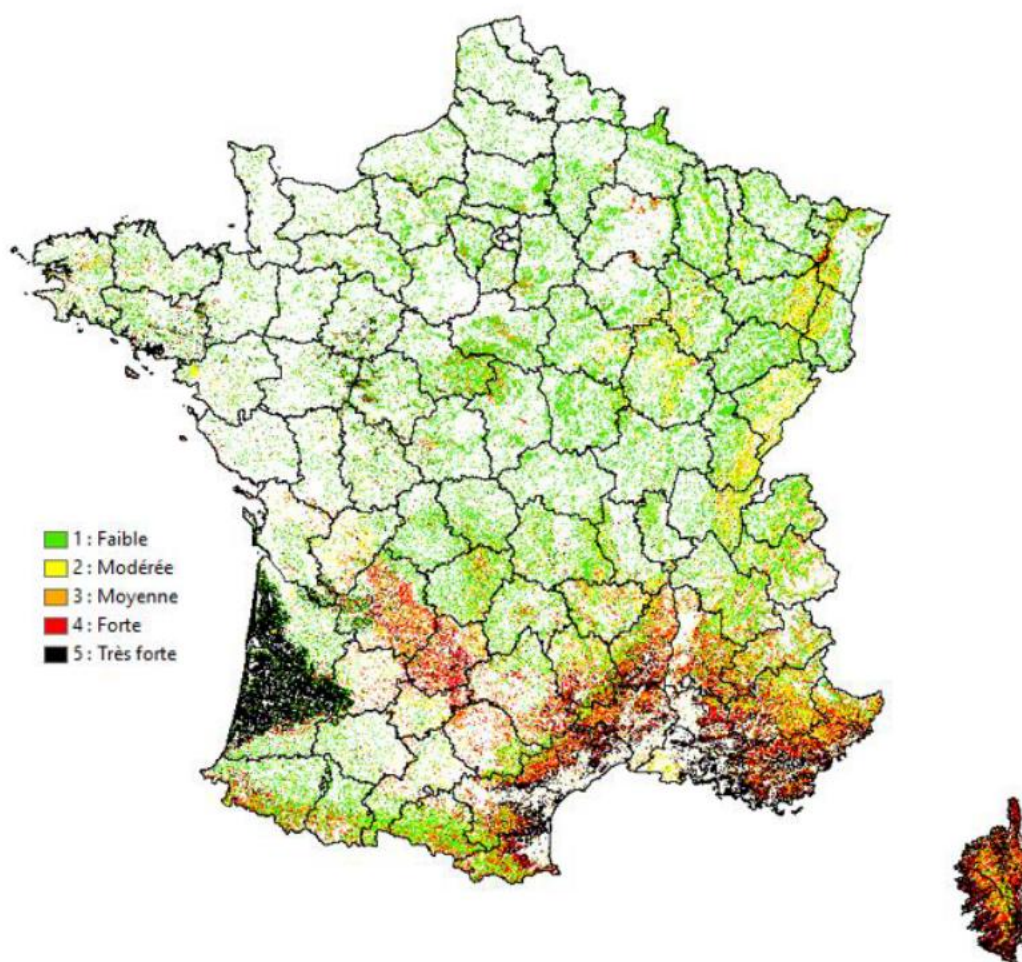 1 : Faible
2 : Modérée
3 : Moyenne
4 : Forte
5 : Très forte